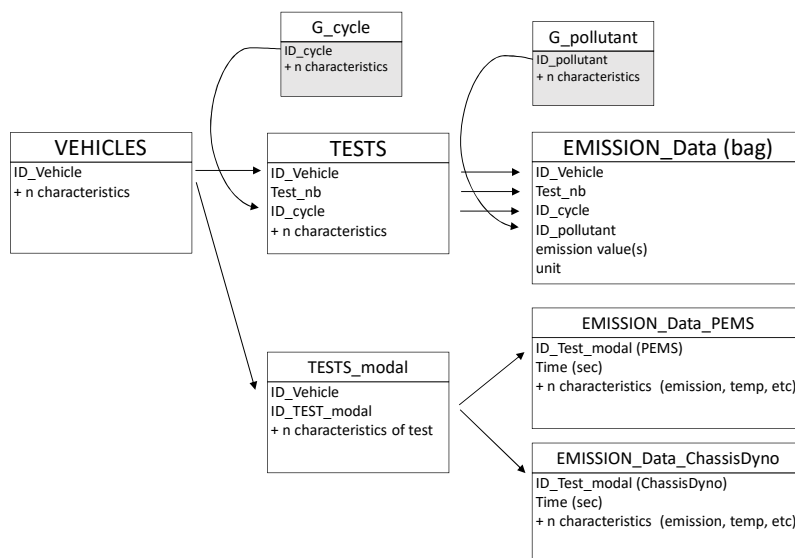 G_cycle
ID_cycle
+ n characteristics
G_pollutant
ID_pollutant
+ n characteristics
VEHICLES
ID_Vehicle
+ n characteristics
TESTS
ID_Vehicle
Test_nb
ID_cycle
+ n characteristics
EMISSION_Data (bag)
ID_Vehicle
Test_nb
ID_cycle
ID_pollutant
emission value(s)
unit
TESTS_modal
ID_Vehicle
ID_TEST_modal
+ n characteristics of test
EMISSION_Data_PEMS
ID_Test_modal (PEMS)
Time (sec)
+ n characteristics (emission, temp, etc)
EMISSION_Data_ChassisDyno
ID_Test_modal (ChassisDyno)
Time (sec)
+ n characteristics (emission, temp, etc)